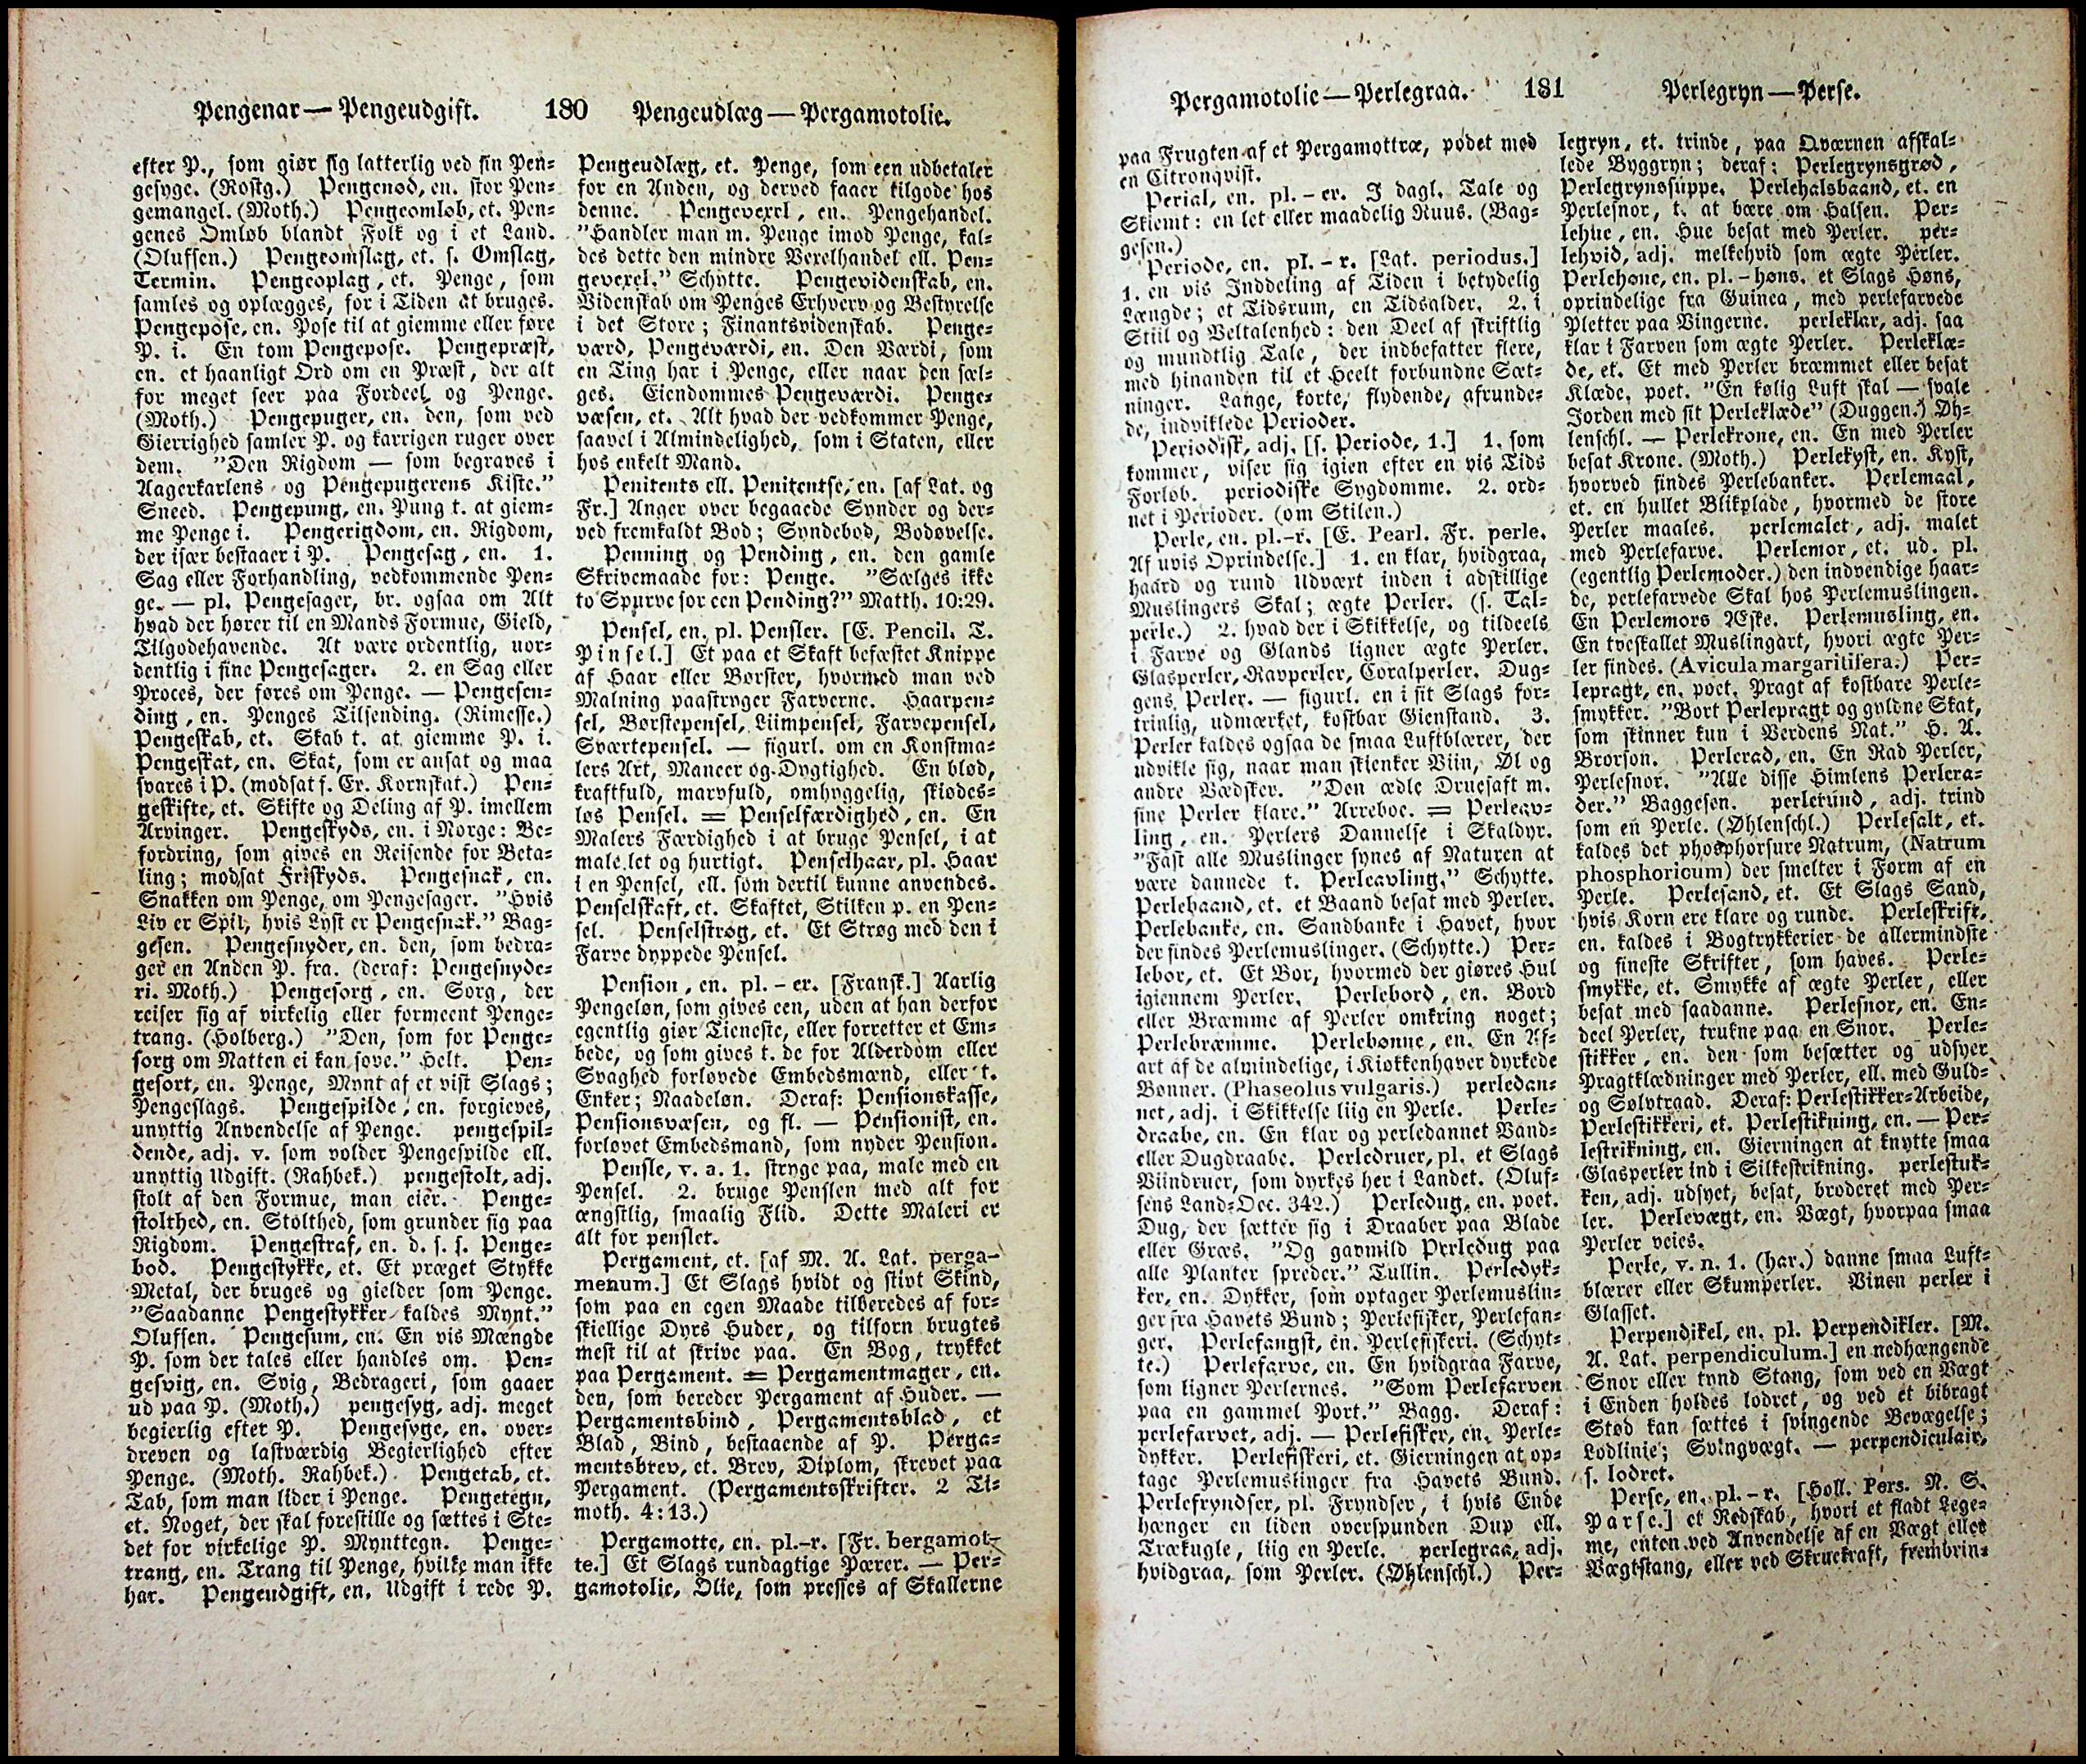 Pengenar — Pengeudgift. 180 Pengeudlæg — Pergamotolie.
efter P., som giør sig latterlig ved sin Pen-
gesyge. (Rostg.) Pengenød, en. stor Pen-
gemangel. (Moth.) Pengeomløb, et. Pen-
genes Omløb blandt Folk og i et Land.
(Olufsen.) Pengeomslag, et. s. Omslag,
Termin. Pengeoplag, et. Penge, som
samles og oplægges, for i Tiden at bruges.
Pengepose, en. Pose til at giemme eller føre
P. i. En tom Pengepose. Pengepræst,
en. et haanligt Ord om en Præst, der alt
for meget seer paa Fordeel og Penge.
(Moth.) Pengepuger, en. den, som ved
Gierrighed samler P. og karrigen ruger over
dem. "Den Rigdom — som begraves i
Aagerkarlens og Pengepugerens Kiste."
Sneed. Pengepung, en. Pung t. at giem-
me Penge i. Pengerigdom, en. Rigdom,
der især bestaaer i P. Pengesag, en. 1.
Sag eller Forhandling, vedkommende Pen-
ge. — pl. Pengesager, br. ogsaa om Alt
hvad der hører til en Mands Formue, Gield,
Tilgodehavende. At være ordentlig, uor-
dentlig i sine Pengesager. 2. en Sag eller
Proces, der føres om Penge. — Pengesen-
ding, en. Penges Tilsending. (Rimesse.)
Pengeskab, et. Skab t. at giemme P. i.
Pengeskat, en. Skat, som er ansat og maa
svares i P. (modsat s. Ex. Kornskat.) Pen-
geskifte, et. Skifte og Deling af P. imellem
Arvinger. Pengeskyds, en. i Norge: Be-
fordring, som gives en Reisende for Beta-
ling; modsat Friskyds. Pengesnak, en.
Snakken om Penge, om Pengesager. "Hvis
Liv er Spil, hvis Lyst er Pengesnak." Bag-
gesen. Pengesnyder, en. den, som bedra-
ger en Anden P. fra. (deraf: Pengesnyde-
ri. Moth.) Pengesorg, en. Sorg, der
reiser sig af virkelig eller formeent Penge-
trang. (Holberg.) "Den, som for Penge-
sorg om Natten ei kan sove." Helt. Pen-
gesort, en. Penge, Mynt af et vist Slags;
Pengeslags. Pengespilde, en. forgieves,
unyttig Anvendelse af Penge. pengespil-
dende, adj. v. som volder Pengespilde ell.
unyttig Udgift. (Rahbek.) pengestolt, adj.
stolt af den Formue, man eier. Penge-
stolthed, en. Stolthed, som grunder sig paa
Rigdom. Pengestraf, en. d. s. s. Penge-
bod. Pengestykke, et. Et præget Stykke
Metal, der bruges og gielder som Penge.
"Saadanne Pengestykker kaldes Mynt."
Olufsen. Pengesum, en. En vis Mængde
P. som der tales eller handles om. Pen-
gesvig, en. Svig, Bedrageri, som gaaer
ud paa P. (Moth.) pengesyg, adj. meget
begierlig efter P. Pengesyge, en. over-
dreven og lastværdig Begierlighed efter
Penge. (Moth. Rahbek.) Pengetab, et.
Tab, som man lider i Penge. Pengetegn,
et. Noget, der skal forestille og sættes i Ste-
det for virkelige P. Mynttegn. Penge-
trang, en. Trang til Penge, hvilke man ikke
har. Pengeudgift, en. Udgift i rede P.
Pengeudlæg, et. Penge, som een udbetaler
for en Anden, og derved faaer tilgode hos
denne. Pengevexel, en. Pengehandel.
"Handler man m. Penge imod Penge, kal-
des dette den mindre Vexelhandel ell. Pen-
gevexel." Schytte. Pengevidenskab, en.
Videnskab om Penges Erhverv og Bestyrelse
i det Store; Finantsvidenskab. Penge-
værd, Pengeværdi, en. Den Værdi, som
en Ting har i Penge, eller naar den sæl-
ges. Eiendommes Pengeværdi. Penge-
væsen, et. Alt hvad der vedkommer Penge,
saavel i Almindelighed, som i Staten, eller
hos enkelt Mand.
Penitents ell. Penitentse, en. [af Lat. og
Fr.] Anger over begaaede Synder og der-
ved fremkaldt Bod; Syndebod, Bodøvelse.
Penning og Pending, en. den gamle
Skrivemaade for: Penge. "Sælges ikke
to Spurve for een Pending?" Matth. 10:29.
Pensel, en. pl. Pensler. [E. Pencil. T.
Pinsel.] Et paa et Skaft befæstet Knippe
af Haar eller Børster, hvormed man ved
Malning paastryger Farverne. Haarpen-
sel, Børstepensel, Liimpensel, Farvepensel,
Sværtepensel. — figurl. om en Konstma-
lers Art, Maneer og Dygtighed. En blød,
kraftfuld, marvfuld, omhyggelig, skiødes-
løs Pensel. = Penselfærdighed, en. En
Malers Færdighed i at bruge Pensel, i at
male let og hurtigt. Penselhaar, pl. Haar
i en Pensel, ell. som dertil kunne anvendes.
Penselskaft, et. Skaftet, Stilken p. en Pen-
sel. Penselstrøg, et. Et Strøg med den i
Farve dyppede Pensel.
Pension, en. pl. - er. [Fransk.] Aarlig
Pengeløn, som gives een, uden at han derfor
egentlig giør Tieneste, eller forretter et Em-
bede, og som gives t. de for Alderdom eller
Svaghed forløvede Embedsmænd, eller t.
Enker; Naadeløn. Deraf: Pensionskasse,
Pensionsvæsen, og fl. — Pensionist, en.
forløvet Embedsmand, som nyder Pension.
Pensle, v. a. 1. stryge paa, male med en
Pensel. 2. bruge Penslen med alt for
ængstlig, smaalig Flid. Dette Maleri er
alt for penslet.
Pergament, et. [af M. A. Lat. perga-
menum.] Et Slags hvidt og stivt Skind,
som paa en egen Maade tilberedes af for-
skiellige Dyrs Huder, og tilforn brugtes
mest til at skrive paa. En Bog, trykket
paa Pergament. = Pergamentmager, en.
den, som bereder Pergament af Huder. —
Pergamentsbind, Pergamentsblad, et
Blad, Bind, bestaaende af P. Perga-
mentsbrev, et. Brev, Diplom, skrevet paa
Pergament. (Pergamentsskrifter. 2 Ti-
moth. 4:13.)
Pergamotte, en. pl.-r. [Fr. bergamot-
te.] Et Slags rundagtige Pærer. — Per-
gamotolie, Olie, som presses af Skallerne
Pergamotolie — Perlegraa. 181 Perlegryn — Perse.
paa Frugten af et Pergamottræ, podet med
en Citronqvist.
Perial, en. pl. - er. I dagl. Tale og
Skiemt: en let eller maadelig Ruus. (Bag-
gesen.)
Periode, en. pl. - r. [Lat. periodus.]
1. en vis Inddeling af Tiden i betydelig
Længde; et Tidsrum, en Tidsalder. 2. i
Stiil og Veltalenhed: den Deel af skriftlig
og mundtlig Tale, der indbefatter flere,
med hinanden til et Heelt forbundne Sæt-
ninger. Lange, korte, flydende, afrunde-
de, indviklede Perioder.
Periodisk, adj. [s. Periode, 1.] 1. som
kommer, viser sig igien efter en vis Tids
Forløb. periodiske Sygdomme. 2. ord-
net i Perioder. (om Stilen.)
Perle, en. pl.-r. [E. Pearl. Fr. perle.
Af uvis Oprindelse.] 1. en klar, hvidgraa,
haard og rund Udvæxt inden i adskillige
Muslingers Skal; ægte Perler. (s. Tal-
perle.) 2. hvad der i Skikkelse, og tildeels
i Farve og Glands ligner ægte Perler.
Glasperler, Ravperler, Coralperler. Dug-
gens Perler. — figurl. en i sit Slags for-
trinlig, udmærket, kostbar Gienstand. 3.
Perler kaldes ogsaa de smaa Luftblærer, der
udvikle sig, naar man skienker Viin, Øl og
andre Vædsker. "Den ædle Druesaft m.
sine Perler klare." Arreboe. = Perleav-
ling, en. Perlers Dannelse i Skaldyr.
"Fast alle Muslinger synes af Naturen at
være dannede t. Perleavling." Schytte.
Perlebaand, et. et Baand besat med Perler.
Perlebanke, en. Sandbanke i Havet, hvor
der findes Perlemuslinger. (Schytte.) Per-
lebor, et. Et Bor, hvormed der giøres Hul
igiennem Perler. Perlebord, en. Bord
eller Bræmme af Perler omkring noget;
Perlebræmme. Perlebønne, en. En Af-
art af de almindelige, i Kiøkkenhaver dyrkede
Bønner. (Phaseolus vulgaris.) perledan-
net, adj. i Skikkelse liig en Perle. Perle-
draabe, en. En klar og perledannet Vand-
eller Dugdraabe. Perledruer, pl. et Slags
Viindruer, som dyrkes her i Landet. (Oluf-
sens Land-Oec. 342.) Perledug, en. poet.
Dug, der sætter sig i Draaber paa Blade
eller Græs. "Og gavmild Perledug paa
alle Planter spreder." Tullin. Perledyk-
ker, en. Dykker, som optager Perlemuslin-
ger fra Havets Bund; Perlefisker, Perlefan-
ger. Perlefangst, en. Perlefiskeri. (Schyt-
te.) Perlefarve, en. En hvidgraa Farve,
som ligner Perlernes. "Som Perlefarven
paa en gammel Port." Bagg. Deraf:
perlefarvet, adj. — Perlefisker, en. Perle-
dykker. Perlefiskeri, et. Gierningen at op-
tage Perlemuslinger fra Havets Bund.
Perlefryndser, pl. Fryndser, i hvis Ende
hænger en liden overspunden Dup ell.
Trækugle, liig en Perle. perlegraa, adj.
hvidgraa, som Perler. (Øhlenschl.) Per-
legryn, et. trinde, paa Qværnen afskal-
lede Byggryn; deraf: Perlegrynsgrød,
Perlegrynssuppe. Perlehalsbaand, et. en
Perlesnor, t. at bære om Halsen. Per-
lehue, en. Hue besat med Perler. per-
lehvid, adj. melkehvid som ægte Perler.
Perlehøne, en. pl. - høns. et Slags Høns,
oprindelige fra Guinea, med perlefarvede
Pletter paa Vingerne. perleklar, adj. saa
klar i Farven som ægte Perler. Perleklæ-
de, et. Et med Perler bræmmet eller besat
Klæde. poet. "En kølig Luft skal — svale
Jorden med sit Perleklæde" (Duggen.) Øh-
lenschl. — Perlekrone, en. En med Perler
besat Krone. (Moth.) Perlekyst, en. Kyst,
hvorved findes Perlebanker. Perlemaal,
et. en hullet Blikplade, hvormed de store
Perler maales. perlemalet, adj. malet
med Perlefarve. Perlemor, et. ud. pl.
(egentlig Perlemoder.) den indvendige haar-
de, perlefarvede Skal hos Perlemuslingen.
En Perlemors Æske. Perlemusling, en.
En tveskallet Muslingart, hvori ægte Per-
ler findes. (Avicula margaritifera.) Per-
lepragt, en. poet. Pragt af kostbare Perle-
smykker. "Bort Perlepragt og gyldne Skat,
som skinner kun i Verdens Nat." H. A.
Brorson. Perlerad, en. En Rad Perler,
Perlesnor. "Alle disse Himlens Perlera-
der." Baggesen. perlerund, adj. trind
som en Perle. (Øhlenschl.) Perlesalt, et.
kaldes det phosphorsure Natrum, (Natrum
phosphoricum) der smelter i Form af en
Perle. Perlesand, et. Et Slags Sand,
hvis Korn ere klare og runde. Perleskrift,
en. kaldes i Bogtrykkerier de allermindste
og fineste Skrifter, som haves. Perle-
smykke, et. Smykke af ægte Perler, eller
besat med saadanne. Perlesnor, en. En-
deel Perler, trukne paa en Snor. Perle-
stikker, en. den som besætter og udsyer
Pragtklædninger med Perler, ell. med Guld-
og Sølvtraad. Deraf: Perlestikker-Arbeide,
Perlestikkeri, et. Perlestikning, en. — Per-
lestrikning, en. Gierningen at knytte smaa
Glasperler ind i Silkestrikning. perlestuk-
ken, adj. udsyet, besat, broderet med Per-
ler. Perlevægt, en. Vægt, hvorpaa smaa
Perler veies.
Perle, v. n. 1. (har.) danne smaa Luft-
blærer eller Skumperler. Vinen perler i
Glasset.
Perpendikel, en. pl. Perpendikler. [M.
A. Lat. perpendiculum.] en nedhængende
Snor eller tynd Stang, som ved en Vægt
i Enden holdes lodret, og ved et bibragt
Stød kan sættes i svingende Bevægelse;
Lodlinie; Svingvægt. — perpendiculair,
s. lodret.
Perse, en. pl. - r. [Holl. Pers. N. S.
Parse.] et Redskab, hvori et fladt Lege-
me, enten ved Anvendelse af en Vægt eller
Vægtstang, eller ved Skruekraft, frembrin-